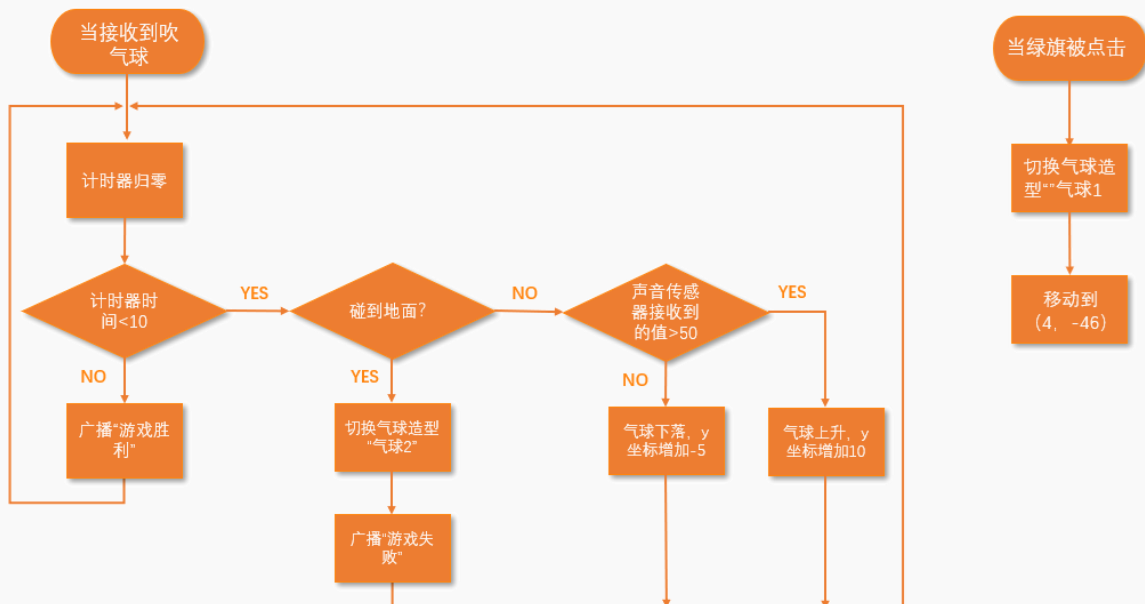 当接收到吹
气球
当绿旗被点击
计时器归零
切换气球造
型“”气球1
计时器时
间<10
YES
碰到地面?
NO
声音传感
器接收到
的值>50
YES
移动到
（4，-46）
NO
YES
NO
广播“游戏胜
利”
切换气球造型
“气球2”
气球下落，y
坐标增加-5
气球上升，y
坐标增加10
广播“游戏失
败”